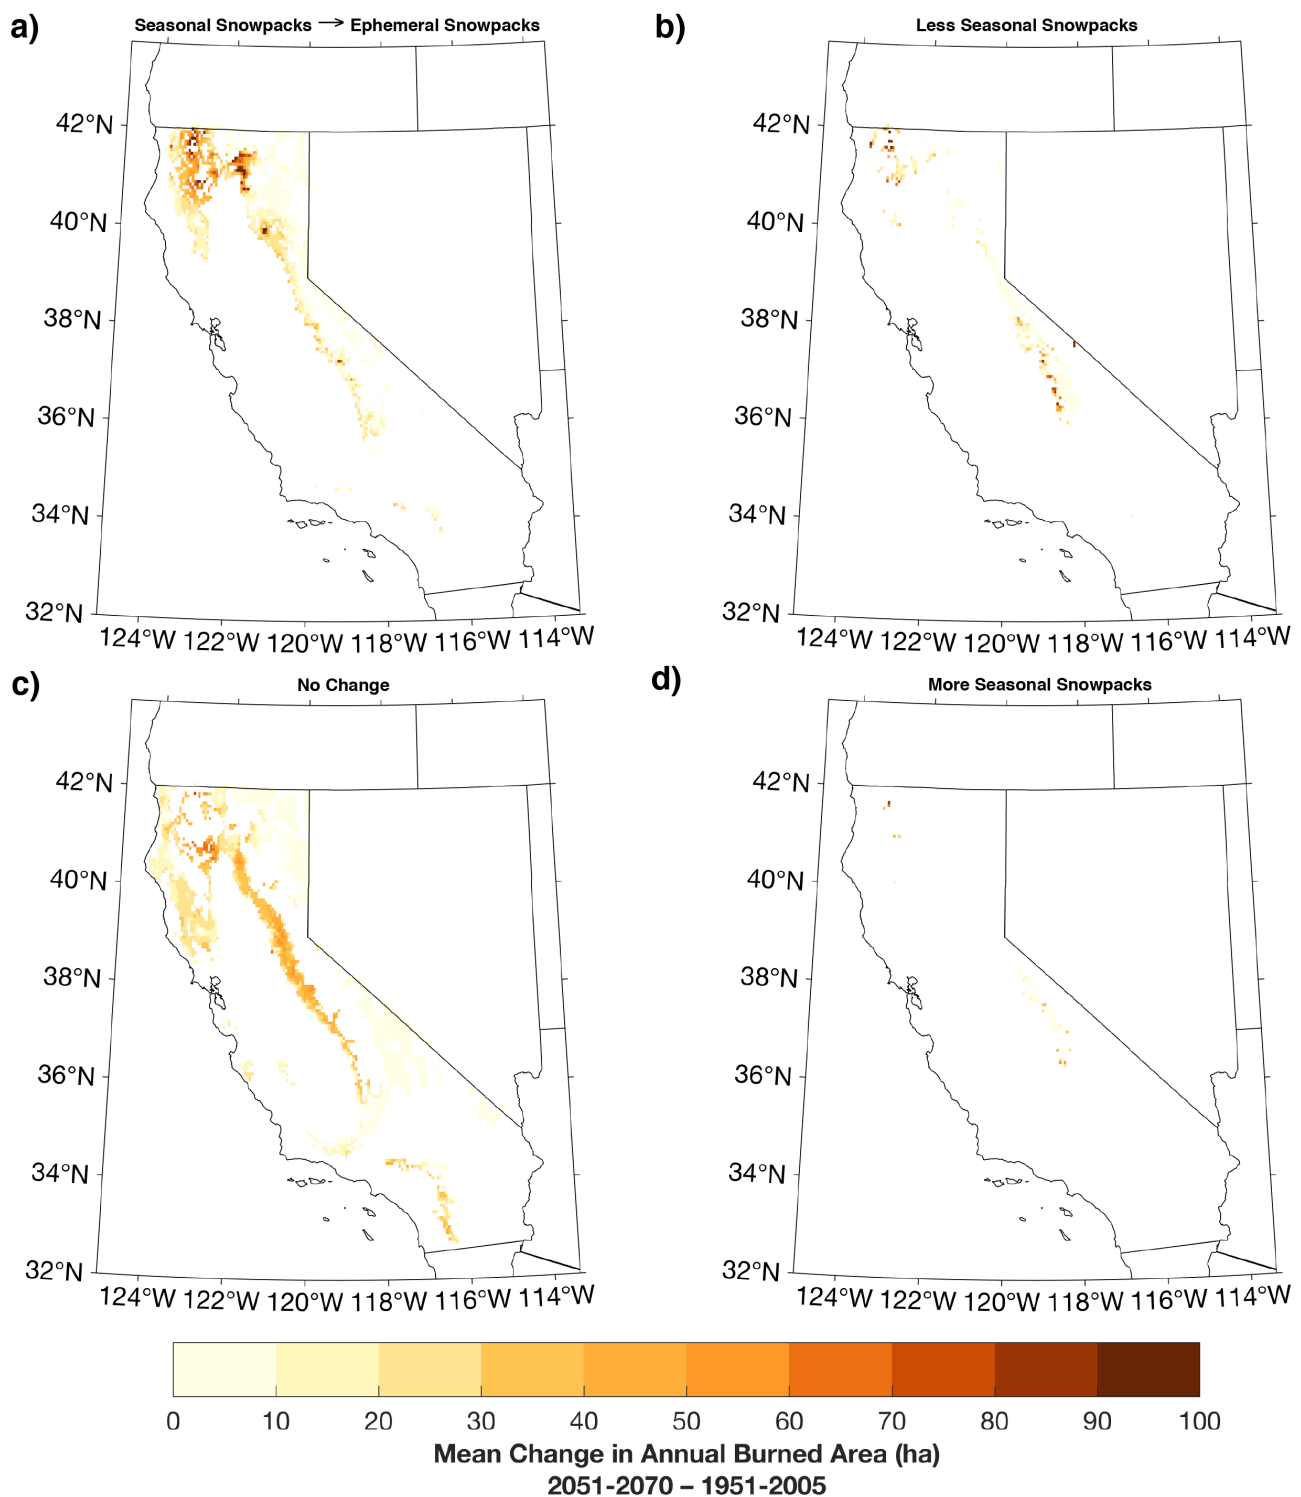 a)
Seasonal Snowpacks → Ephemeral Snowpacks
42°N
40°N
38°N
36°N
34°N
32°N
124°W 122°W 120°W 118°W 116°W 114°W
b)
Less Seasonal Snowpacks
42°N
40°N
38°N
36°N
34°N
32°N
124°W 122°W 120°W 118°W 116°W 114°W
c)
No Change
42°N
40°N
38°N
36°N
34°N
32°N
124°W 122°W 120°W 118°W 116°W 114°W
d)
More Seasonal Snowpacks
42°N
40°N
38°N
36°N
34°N
32°N
124°W 122°W 120°W 118°W 116°W 114°W
0 10 20 30 40 50 60 70 80 90 100
Mean Change in Annual Burned Area (ha)
2051-2070 – 1951-2005